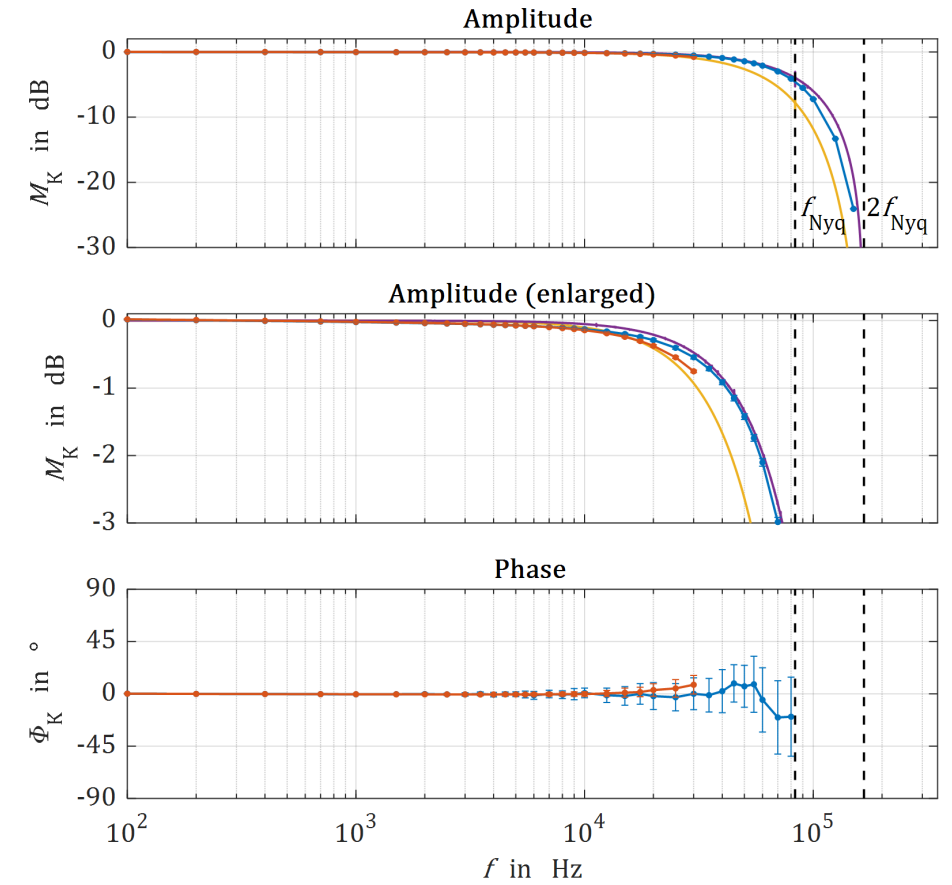 Amplitude
0
-10
-20
-30
M_K in dB
f_Nyq 2f_Nyq
Amplitude (enlarged)
0
-1
-2
-3
M_K in dB
Phase
90
45
0
-45
-90
Φ_K in °
10^2 10^3 10^4 10^5
f in Hz